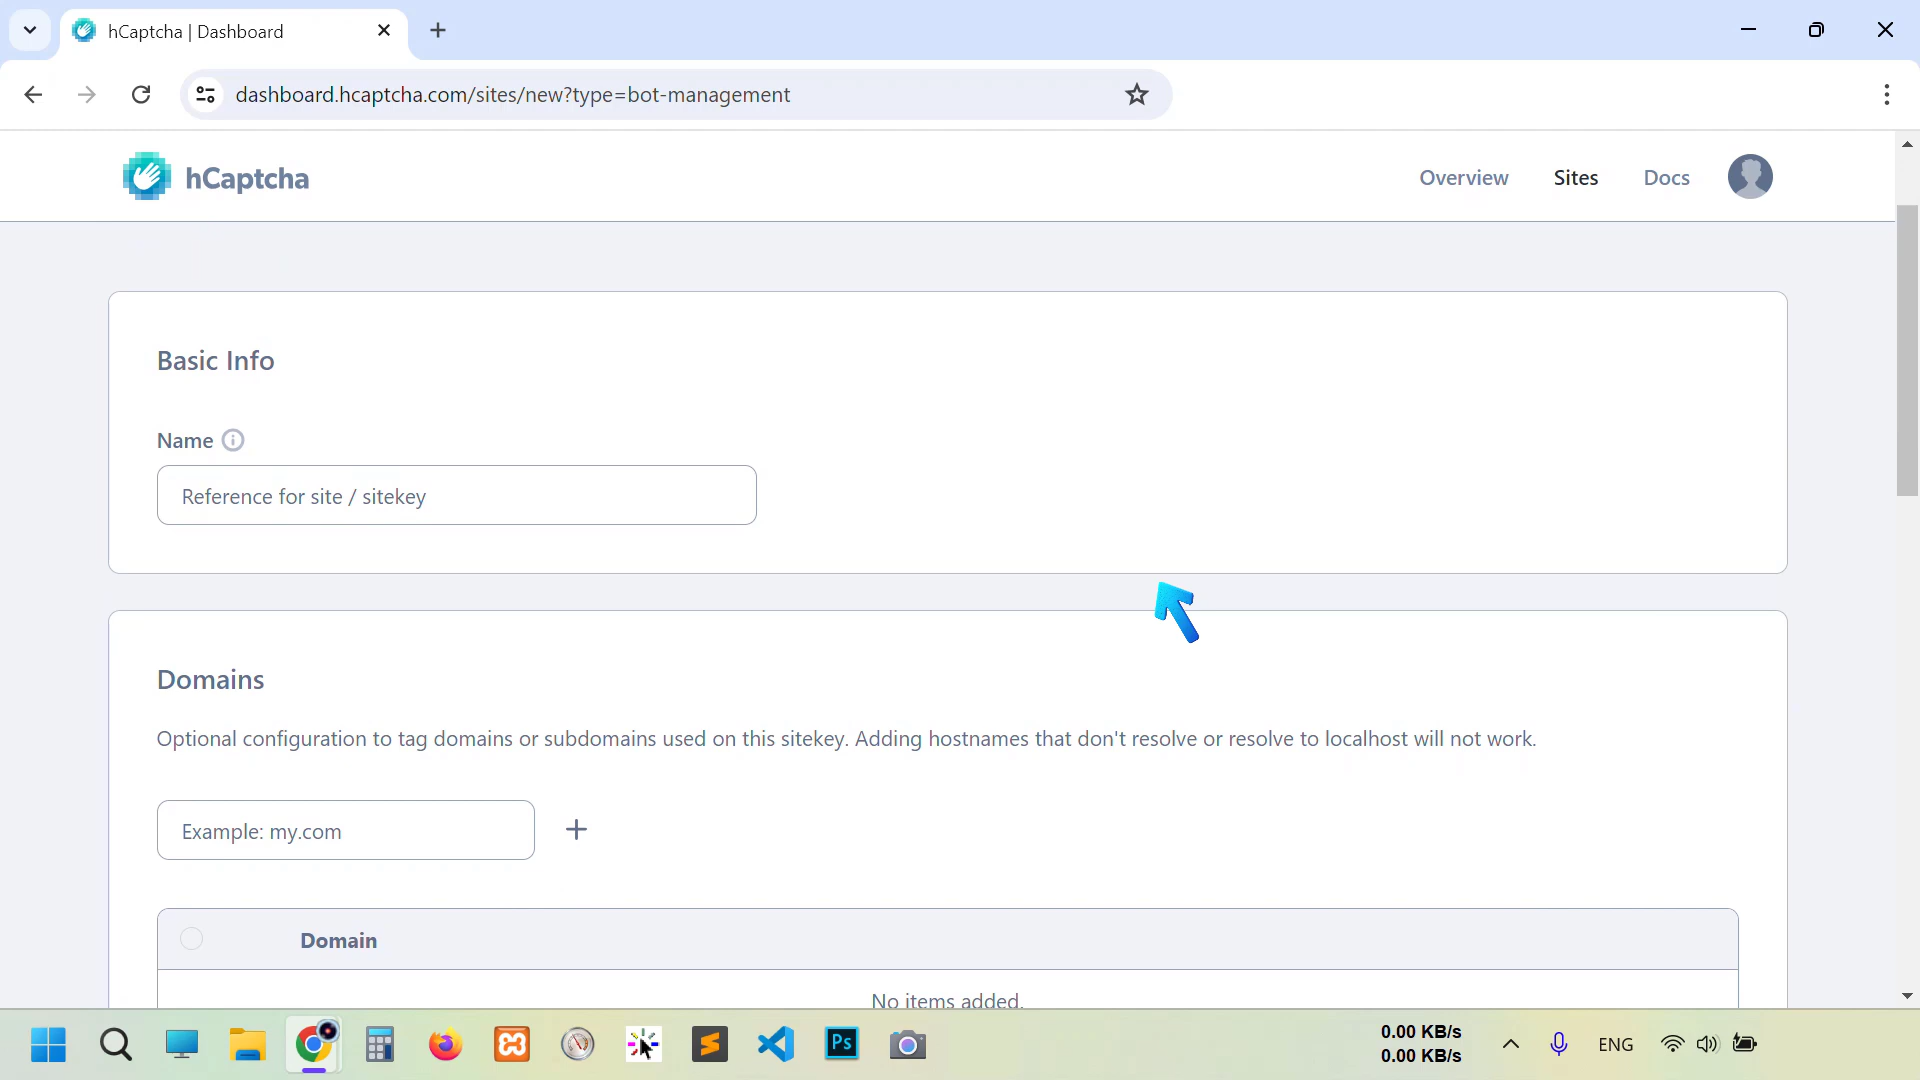 hCaptcha | Dashboard
dashboard.hcaptcha.com/sites/new?type=bot-management
hCaptcha
Overview
Sites
Docs
Basic Info
Name
Reference for site / sitekey
Domains
Optional configuration to tag domains or subdomains used on this sitekey. Adding hostnames that don't resolve or resolve to localhost will not work.
Example: my.com
Domain
No items added.
Ps
0.00 KB/s
0.00 KB/s
ENG